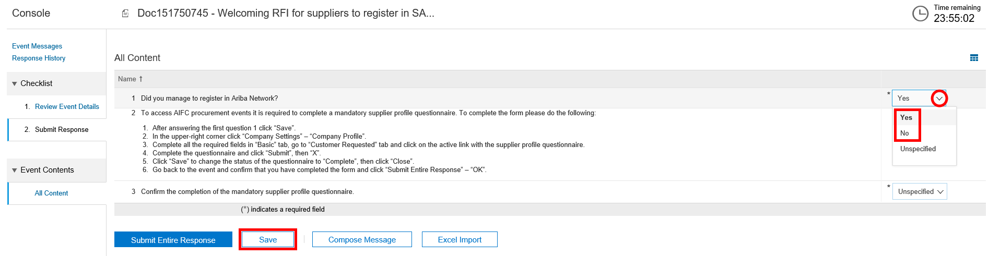 Console
Doc151750745 - Welcoming RFI for suppliers to register in SA...
Time remaining
23:55:02
Event Messages
Response History
Checklist
1. Review Event Details
2. Submit Response
Event Contents
All Content
All Content
Name ↑
1 Did you manage to register in Ariba Network?
* Yes
Yes
No
Unspecified
2 To access AIFC procurement events it is required to complete a mandatory supplier profile questionnaire. To complete the form please do the following:
1. After answering the first question 1 click “Save”.
2. In the upper-right corner click “Company Settings” – “Company Profile”.
3. Complete all the required fields in “Basic” tab, go to “Customer Requested” tab and click on the active link with the supplier profile questionnaire.
4. Complete the questionnaire and click “Submit”, then “X”.
5. Click “Save” to change the status of the questionnaire to “Complete”, then click “Close”.
6. Go back to the event and confirm that you have completed the form and click “Submit Entire Response” – “OK”.
3 Confirm the completion of the mandatory supplier profile questionnaire.
* Unspecified
(*) indicates a required field
Submit Entire Response
Save
Compose Message
Excel Import